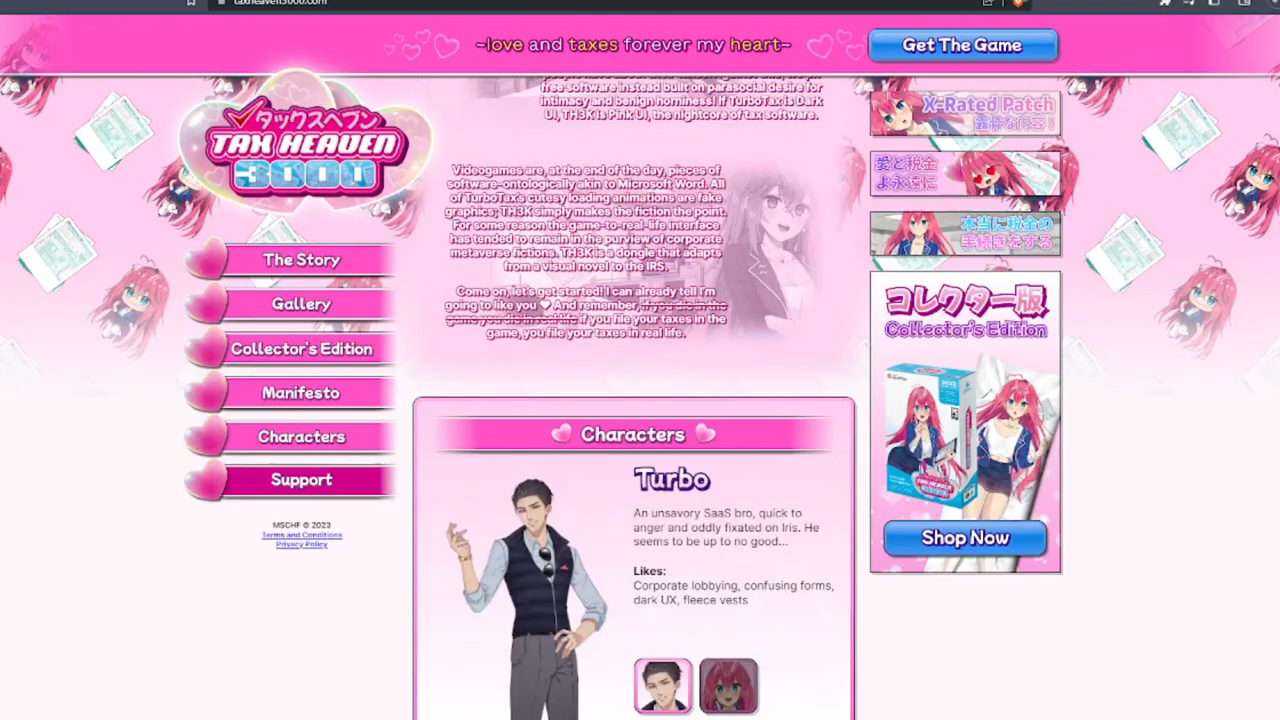 taxheaven3000.com
~love and taxes forever my heart~
Get The Game
タックスヘブン
TAX HEAVEN
3000
The Story
Gallery
Collector's Edition
Manifesto
Characters
Support
MSCHF © 2023
Terms and Conditions
Privacy Policy
free software instead built on parasocial desire for
intimacy and benign horniness! If TurboTax is Dark
UI, TH3K is Pink UI, the nightcore of tax software.
Videogames are, at the end of the day, pieces of
software–ontologically akin to Microsoft Word. All
of TurboTax's cutesy loading animations are fake
graphics; TH3K simply makes the fiction the point.
For some reason the game-to-real-life interface
has tended to remain in the purview of corporate
metaverse fictions. TH3K is a dongle that adapts
from a visual novel to the IRS.
Come on, let's get started! I can already tell I'm
going to like you ♥ And remember, if you die in the
game you die in real life if you file your taxes in the
game, you file your taxes in real life.
Characters
Turbo
An unsavory SaaS bro, quick to
anger and oddly fixated on Iris. He
seems to be up to no good...
Likes:
Corporate lobbying, confusing forms,
dark UX, fleece vests
X-Rated Patch
露骨な内容!
愛と税金
よ永遠に
本当に税金の
手続きをする
コレクター版
Collector's Edition
TAX HEAVEN
3000
Shop Now